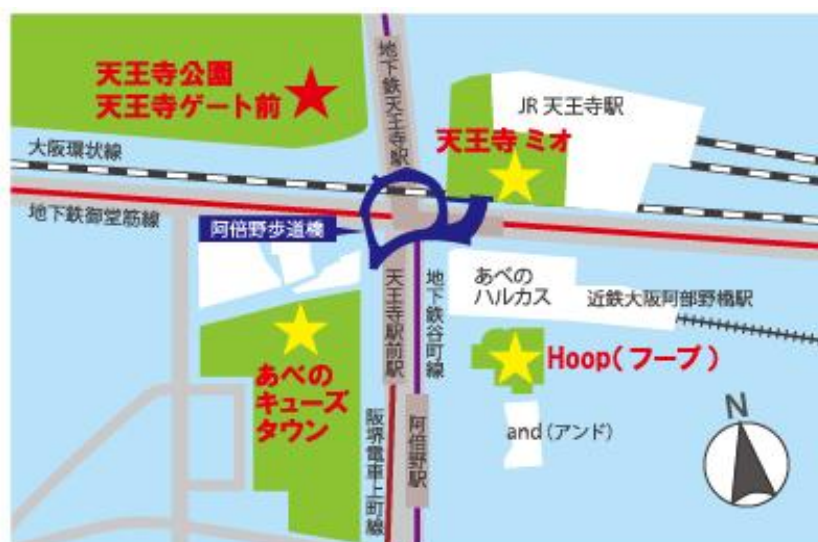 天王寺公園
天王寺ゲート前
地下鉄天王寺駅
JR 天王寺駅
天王寺 ミオ
大阪環状線
地下鉄御堂筋線
阿倍野歩道橋
あべの
ハルカス
近鉄大阪阿部野橋駅
天王寺駅前駅
地下鉄谷町線
あべの
キューズ
タウン
Hoop(フープ)
阪堺電車上町線
阿倍野駅
and(アンド)
N